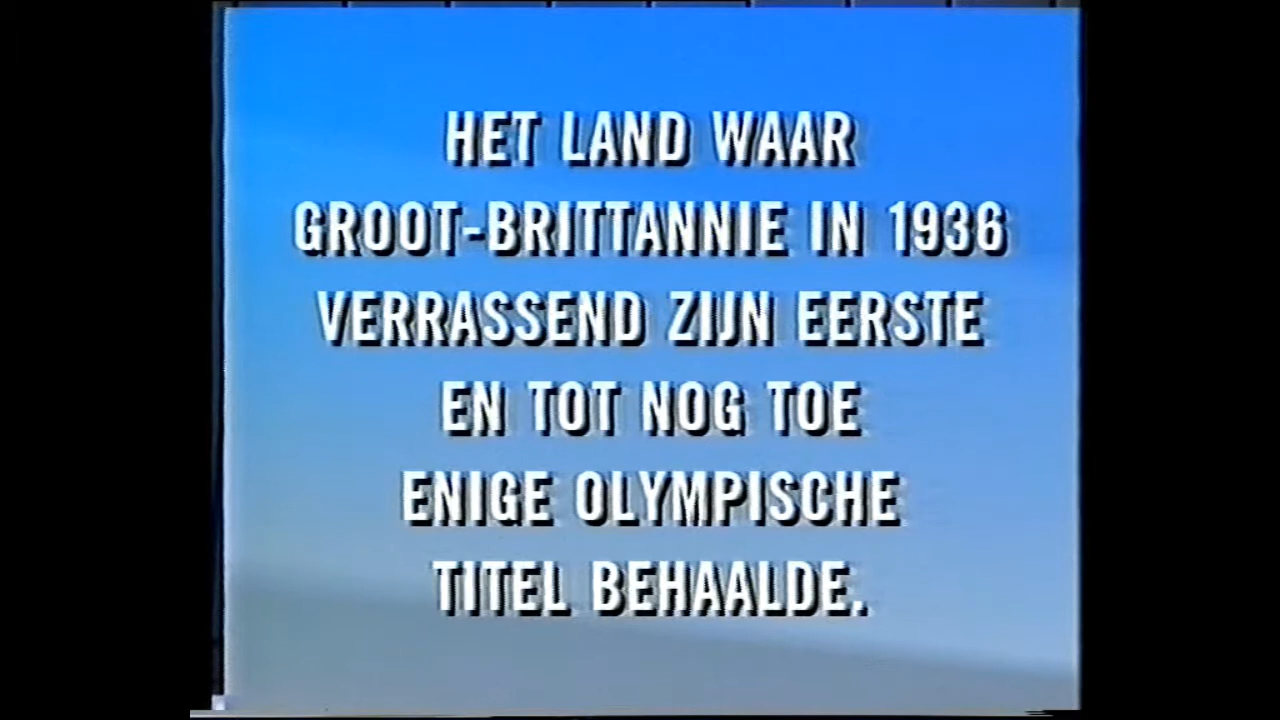 HET LAND WAAR
GROOT-BRITTANNIE IN 1936
VERRASSEND ZIJN EERSTE
EN TOT NOG TOE
ENIGE OLYMPISCHE
TITEL BEHAALDE.